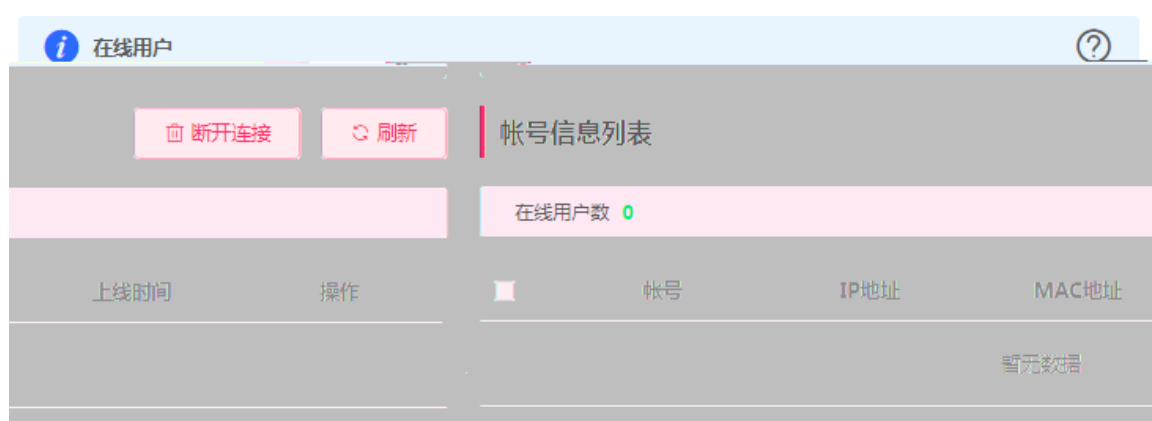 在线用户
断开连接 刷新 帐号信息列表
在线用户数 0
上线时间 操作 帐号 IP地址 MAC地址
暂无数据